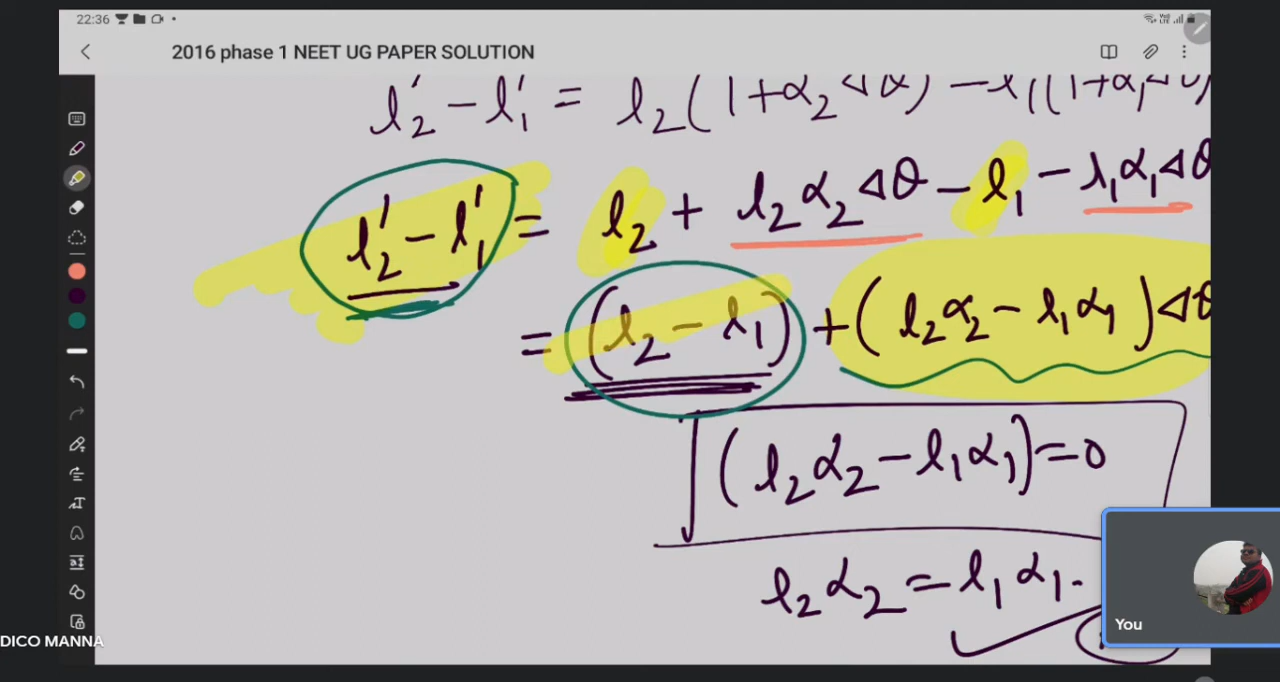 22:36
2016 phase 1 NEET UG PAPER SOLUTION
l₂′ − l₁′ = l₂(1+α₂Δθ) − l₁(1+α₁Δθ)
l₂′ − l₁′ = l₂ + l₂α₂Δθ − l₁ − l₁α₁Δθ
= (l₂ − l₁) + (l₂α₂ − l₁α₁)Δθ
(l₂α₂ − l₁α₁) = 0
l₂α₂ = l₁α₁.
You
DICO MANNA